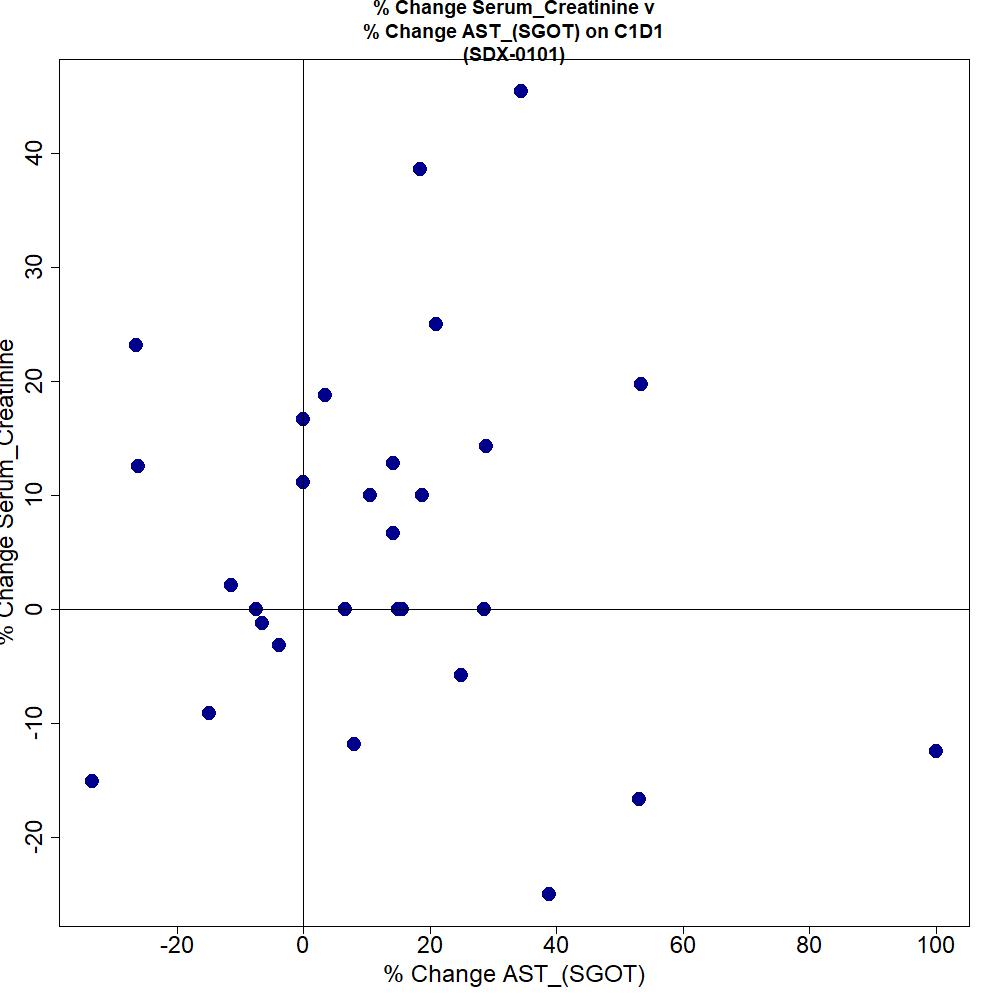 % Change Serum_Creatinine v
% Change AST_(SGOT) on C1D1
(SDX-0101)
% Change Serum_Creatinine
40
30
20
10
0
-10
-20
-20
0
20
40
60
80
100
% Change AST_(SGOT)